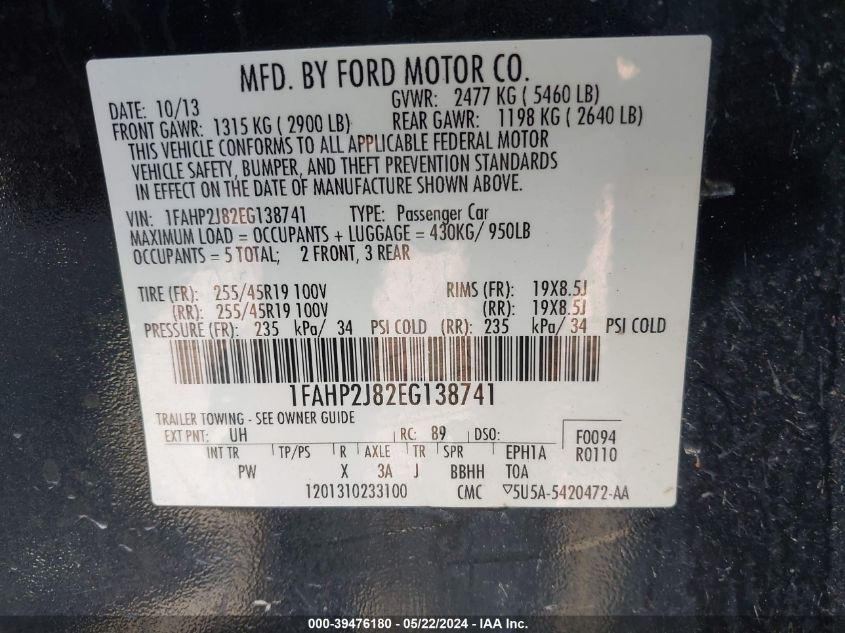 MFD. BY FORD MOTOR CO.
DATE: 10/13 GVWR: 2477 KG ( 5460 LB)
FRONT GAWR: 1315 KG ( 2900 LB) REAR GAWR: 1198 KG ( 2640 LB)
THIS VEHICLE CONFORMS TO ALL APPLICABLE FEDERAL MOTOR
VEHICLE SAFETY, BUMPER, AND THEFT PREVENTION STANDARDS
IN EFFECT ON THE DATE OF MANUFACTURE SHOWN ABOVE.
VIN: 1FAHP2J82EG138741 TYPE: Passenger Car
MAXIMUM LOAD = OCCUPANTS + LUGGAGE = 430KG/ 950LB
OCCUPANTS = 5 TOTAL; 2 FRONT, 3 REAR
TIRE (FR): 255/45R19 100V RIMS (FR): 19X8.5J
(RR): 255/45R19 100V (RR): 19X8.5J
PRESSURE (FR): 235 kPa/ 34 PSI COLD (RR): 235 kPa/ 34 PSI COLD
1FAHP2J82EG138741
TRAILER TOWING - SEE OWNER GUIDE
EXT PNT: UH RC: 89 DSO: F0094
INT TR TP/PS R AXLE TR SPR EPH1A R0110
PW X 3A J BBHH TOA
1201310233100 CMC ▽5U5A-5420472-AA
000-39476180 - 05/22/2024 - IAA Inc.